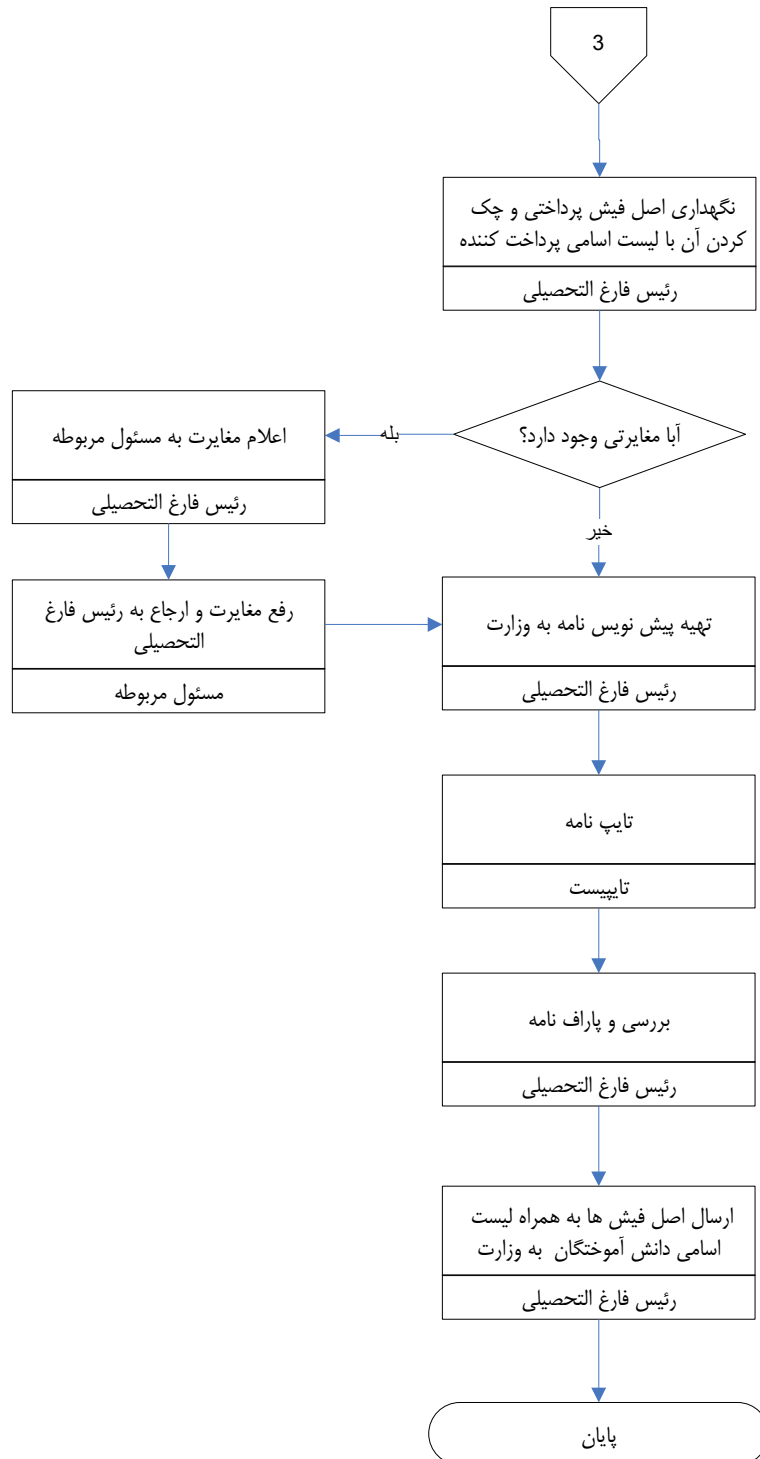 3
نگهداری اصل فیش پرداختی و چک
کردن آن با لیست اسامی پرداخت کننده
رئیس فارغ التحصیلی
آبا مغایرتی وجود دارد؟
بله
اعلام مغایرت به مسئول مربوطه
رئیس فارغ التحصیلی
خیر
رفع مغایرت و ارجاع به رئیس فارغ
التحصیلی
مسئول مربوطه
تهیه پیش نویس نامه به وزارت
رئیس فارغ التحصیلی
تایپ نامه
تایپیست
بررسی و پاراف نامه
رئیس فارغ التحصیلی
ارسال اصل فیش ها به همراه لیست
اسامی دانش آموختگان به وزارت
رئیس فارغ التحصیلی
پایان